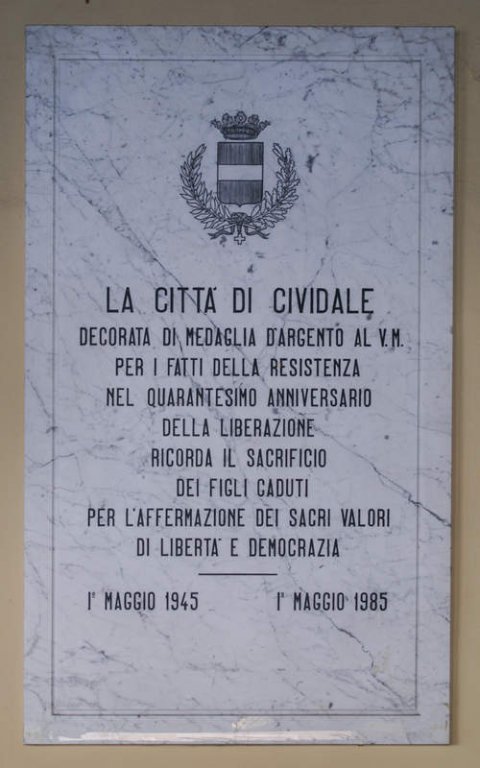 LA CITTÀ DI CIVIDALE
DECORATA DI MEDAGLIA D'ARGENTO AL V.M.
PER I FATTI DELLA RESISTENZA
NEL QUARANTESIMO ANNIVERSARIO
DELLA LIBERAZIONE
RICORDA IL SACRIFICIO
DEI FIGLI CADUTI
PER L'AFFERMAZIONE DEI SACRI VALORI
DI LIBERTA' E DEMOCRAZIA
1° MAGGIO 1945 1° MAGGIO 1985